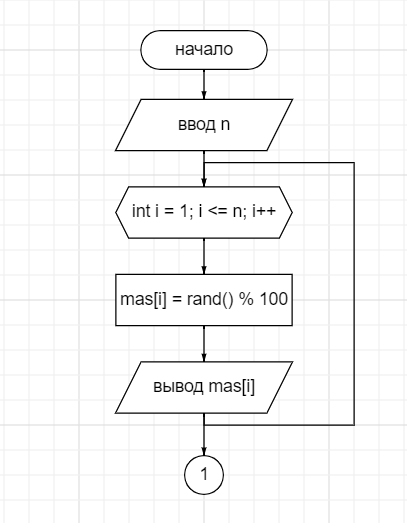 начало
ввод n
int i = 1; i <= n; i++
mas[i] = rand() % 100
вывод mas[i]
1